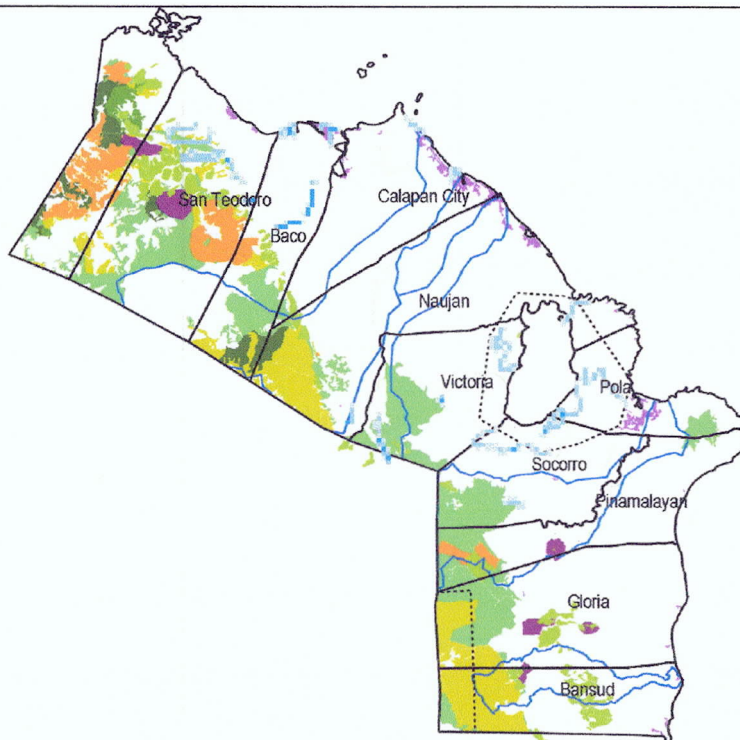 San Teodoro
Calapan City
Baco
Naujan
Victoria
Pola
Socorro
Pinamalayan
Gloria
Bansud